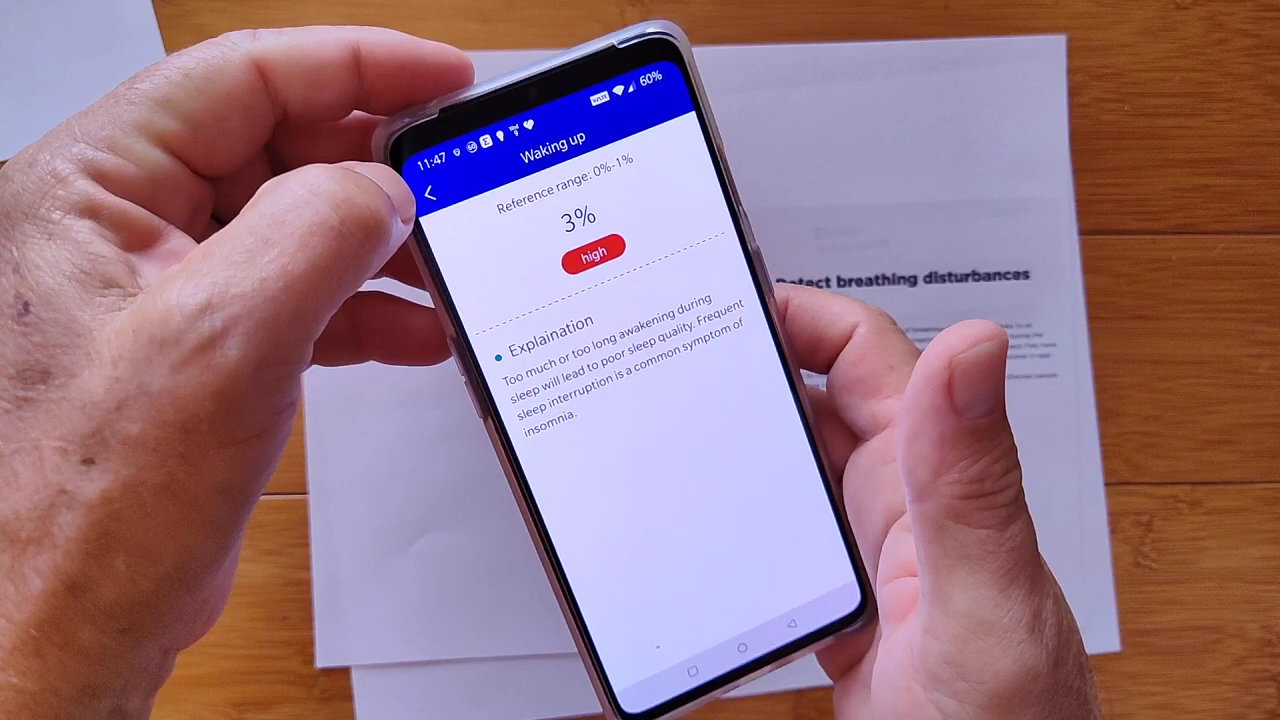 11:47
60%
Waking up
Reference range: 0%-1%
3%
high
Explaination
Too much or too long awakening during
sleep will lead to poor sleep quality. Frequent
sleep interruption is a common symptom of
insomnia.
breathing disturbances